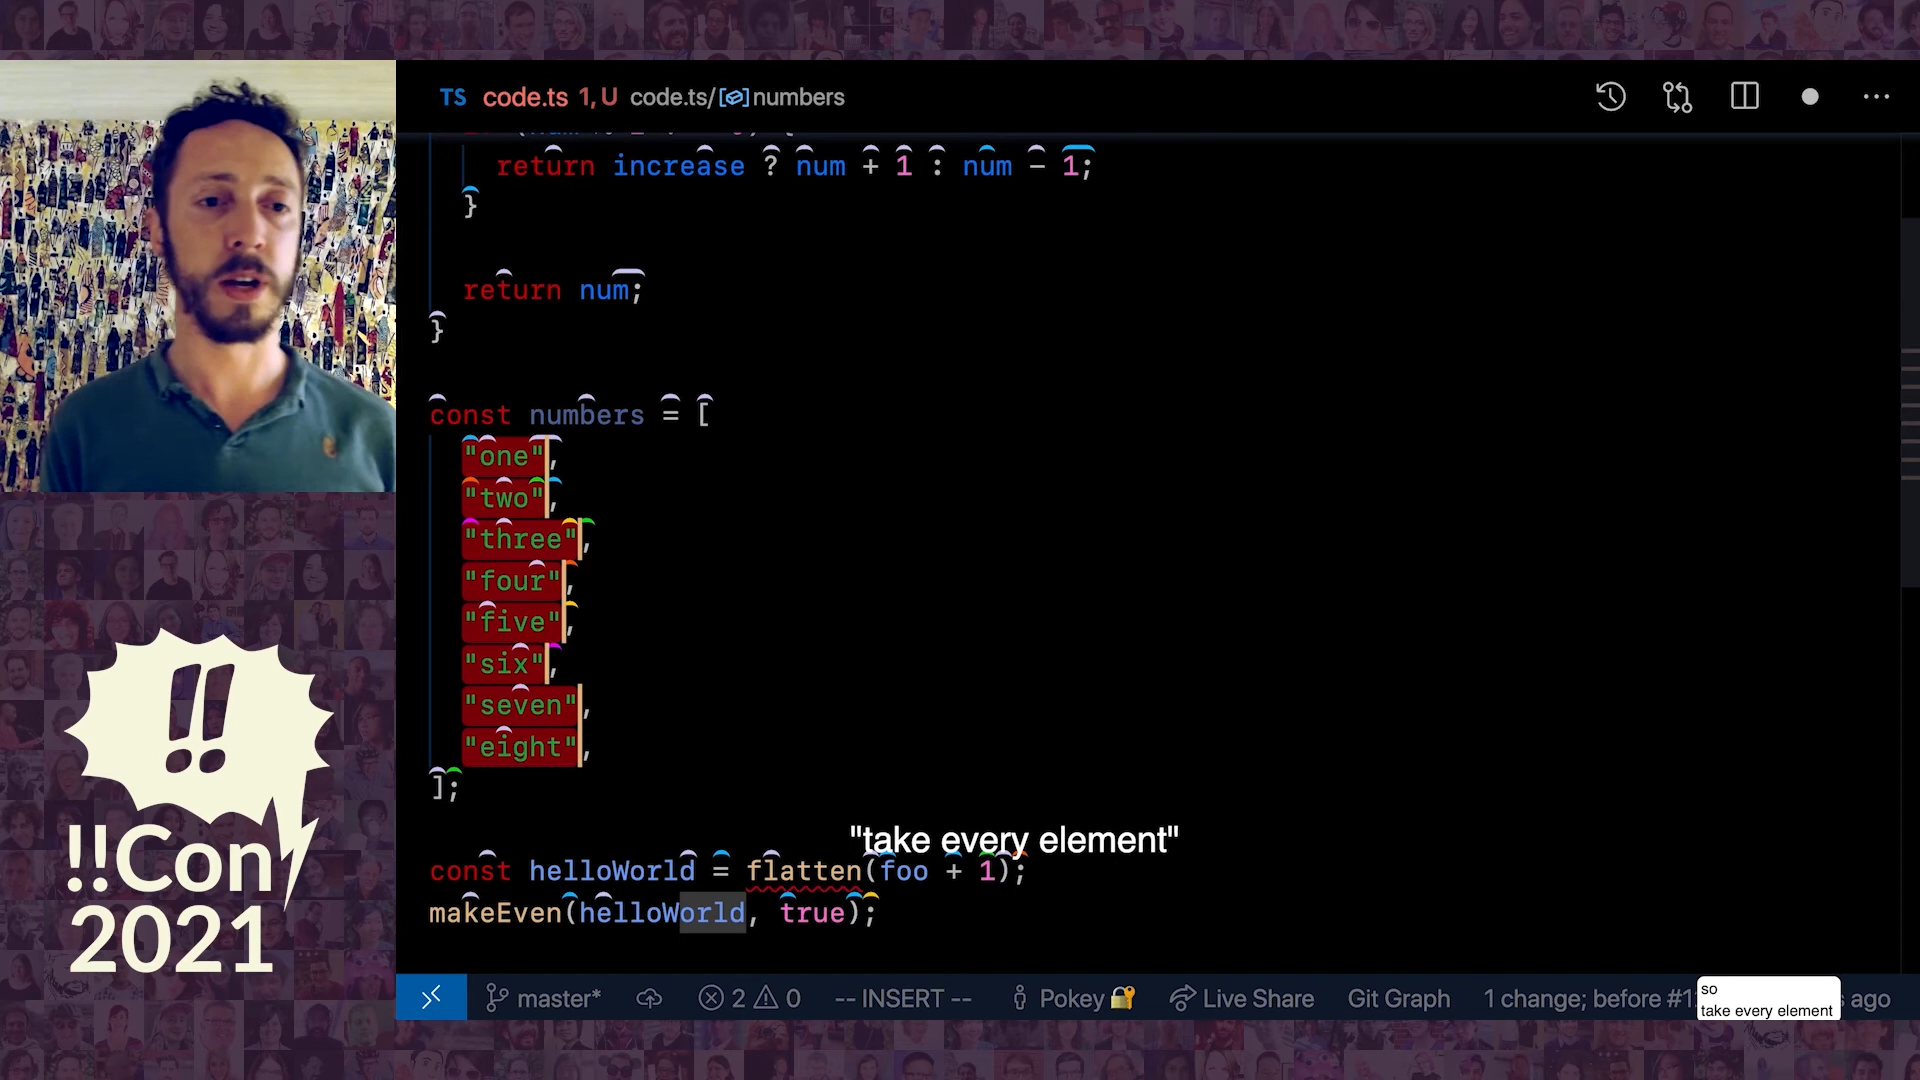 TS code.ts 1, U code.ts/numbers
return increase ? num + 1 : num - 1;
}
return num;
}
const numbers = [
"one",
"two",
"three",
"four",
"five",
"six",
"seven",
"eight",
];
"take every element"
const helloWorld = flatten(foo + 1);
makeEven(helloWorld, true);
!!
!!Con
2021
master* 2 0 -- INSERT -- Pokey Live Share Git Graph 1 change; before #1 ago
so
take every element